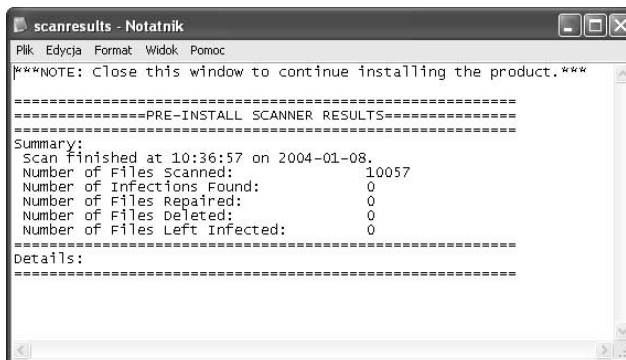 scanresults - Notatnik
Plik Edycja Format Widok Pomoc
***NOTE: Close this window to continue installing the product.***
=========================================================
===============PRE-INSTALL SCANNER RESULTS===============
=========================================================
Summary:
Scan finished at 10:36:57 on 2004-01-08.
Number of Files Scanned: 10057
Number of Infections Found: 0
Number of Files Repaired: 0
Number of Files Deleted: 0
Number of Files Left Infected: 0
=========================================================
Details:
=========================================================